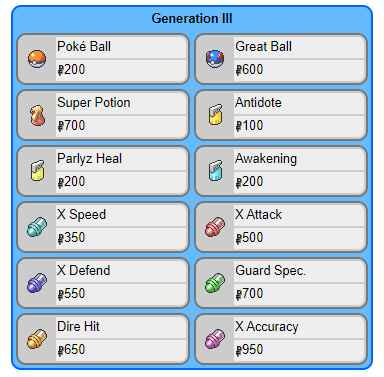 Generation III
Poké Ball
₽200
Great Ball
₽600
Super Potion
₽700
Antidote
₽100
Parlyz Heal
₽200
Awakening
₽200
X Speed
₽350
X Attack
₽500
X Defend
₽550
Guard Spec.
₽700
Dire Hit
₽650
X Accuracy
₽950